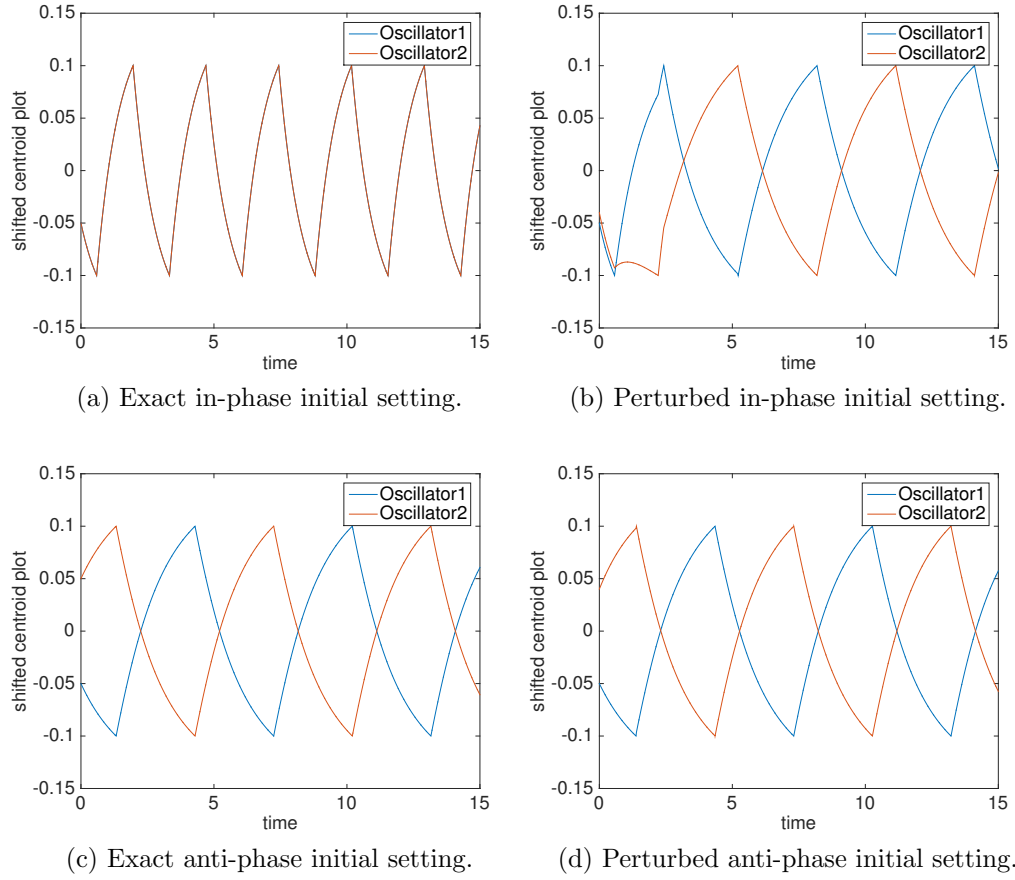 0.15
0.1
0.05
0
-0.05
-0.1
-0.15
shifted centroid plot
Oscillator1
Oscillator2
0 5 10 15
time
(a) Exact in-phase initial setting.
0.15
0.1
0.05
0
-0.05
-0.1
-0.15
shifted centroid plot
Oscillator1
Oscillator2
0 5 10 15
time
(b) Perturbed in-phase initial setting.
0.15
0.1
0.05
0
-0.05
-0.1
-0.15
shifted centroid plot
Oscillator1
Oscillator2
0 5 10 15
time
(c) Exact anti-phase initial setting.
0.15
0.1
0.05
0
-0.05
-0.1
-0.15
shifted centroid plot
Oscillator1
Oscillator2
0 5 10 15
time
(d) Perturbed anti-phase initial setting.